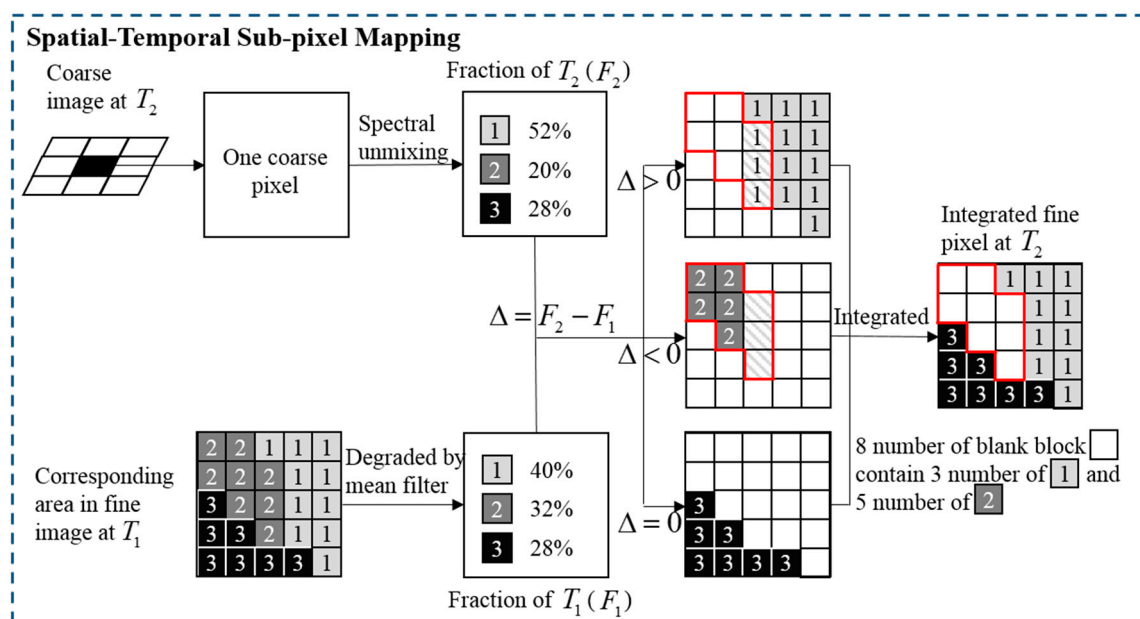 Spatial-Temporal Sub-pixel Mapping
Coarse
image at T₂
One coarse
pixel
Spectral
unmixing
Fraction of T₂(F₂)
1 52%
2 20%
3 28%
Δ = F₂ − F₁
Δ > 0
1 1 1
1 1 1
1 1 1
1 1 1
1
Δ < 0
2 2
2 2
2
Δ = 0
3
3 3
3 3 3 3
Integrated
Integrated fine
pixel at T₂
1 1 1
1 1
3 1 1
3 3 1 1
3 3 3 3 1
Corresponding
area in fine
image at T₁
2 2 1 1 1
2 2 2 1 1
3 2 2 1 1
3 3 2 1 1
3 3 3 3 1
Degraded by
mean filter
1 40%
2 32%
3 28%
Fraction of T₁(F₁)
8 number of blank block
contain 3 number of 1 and
5 number of 2